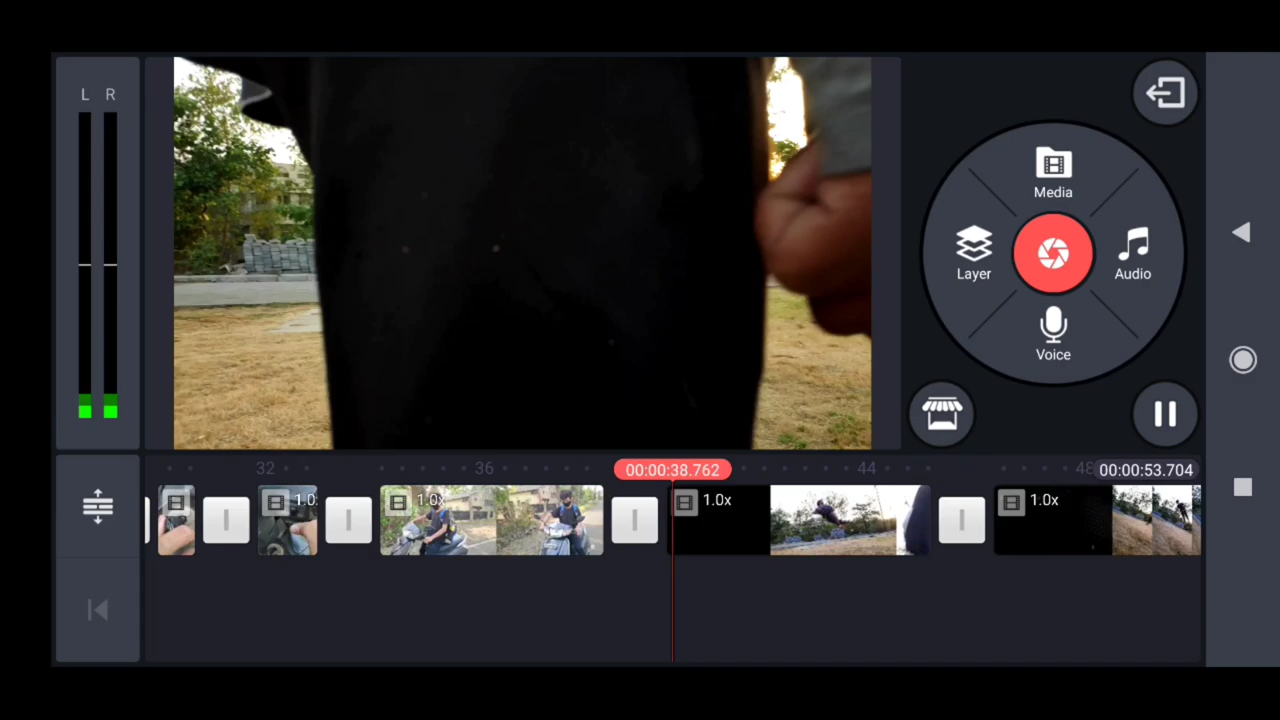 L R
Media
Layer
Audio
Voice
32
36
00:00:38.762
44
48
00:00:53.704
1.0
1.0x
1.0x
1.0x